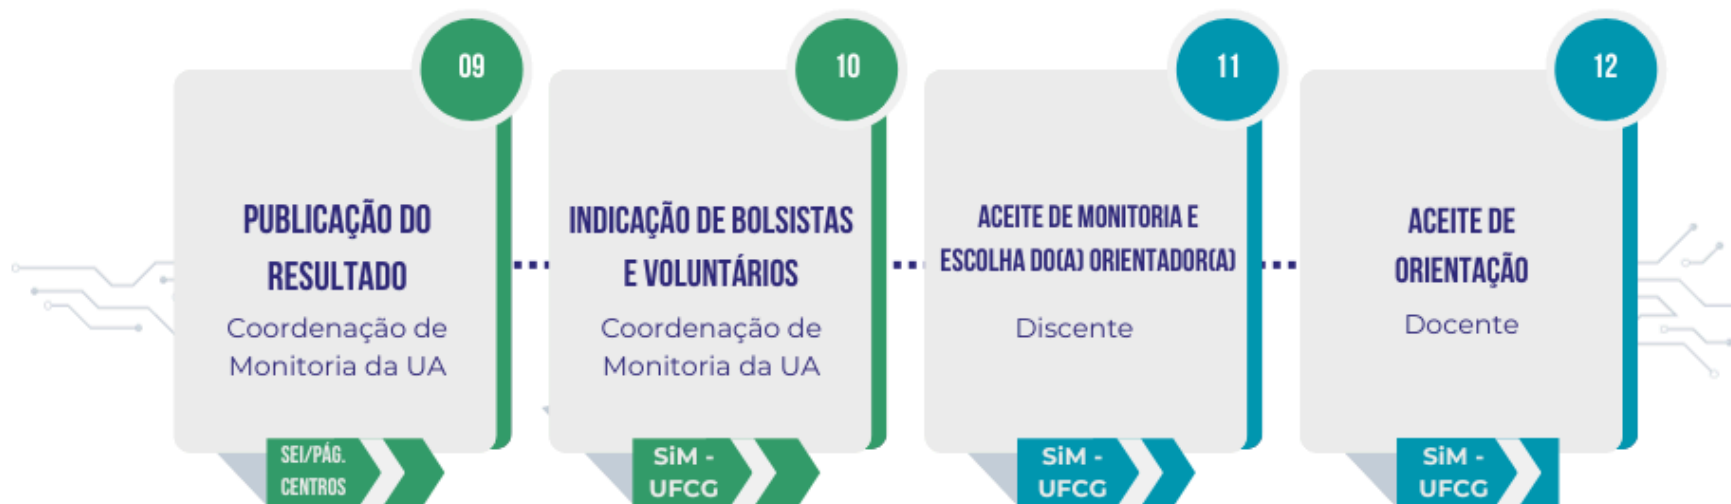 09
PUBLICAÇÃO DO
RESULTADO
Coordenação de
Monitoria da UA
SEI/PÁG.
CENTROS
10
INDICAÇÃO DE BOLSISTAS
E VOLUNTÁRIOS
Coordenação de
Monitoria da UA
SiM -
UFCG
11
ACEITE DE MONITORIA E
ESCOLHA DO(A) ORIENTADOR(A)
Discente
SiM -
UFCG
12
ACEITE DE
ORIENTAÇÃO
Docente
SiM -
UFCG